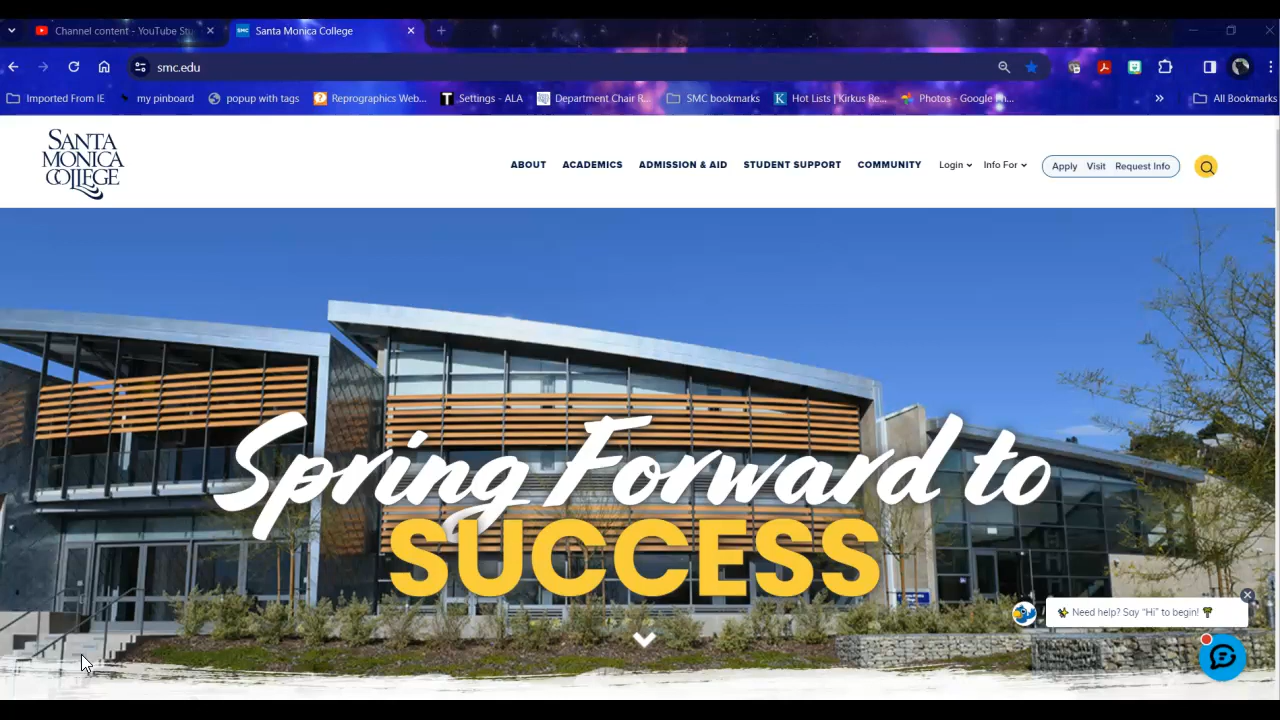 Channel content - YouTube Stu
SMC Santa Monica College
smc.edu
Imported From IE
my pinboard
popup with tags
Reprographics Web...
Settings - ALA
Department Chair R...
SMC bookmarks
Hot Lists | Kirkus Re...
Photos - Google Ph...
All Bookmarks
SANTA
MONICA
COLLEGE
ABOUT
ACADEMICS
ADMISSION & AID
STUDENT SUPPORT
COMMUNITY
Login
Info For
Apply
Visit
Request Info
Spring Forward to
SUCCESS
Need help? Say “Hi” to begin!